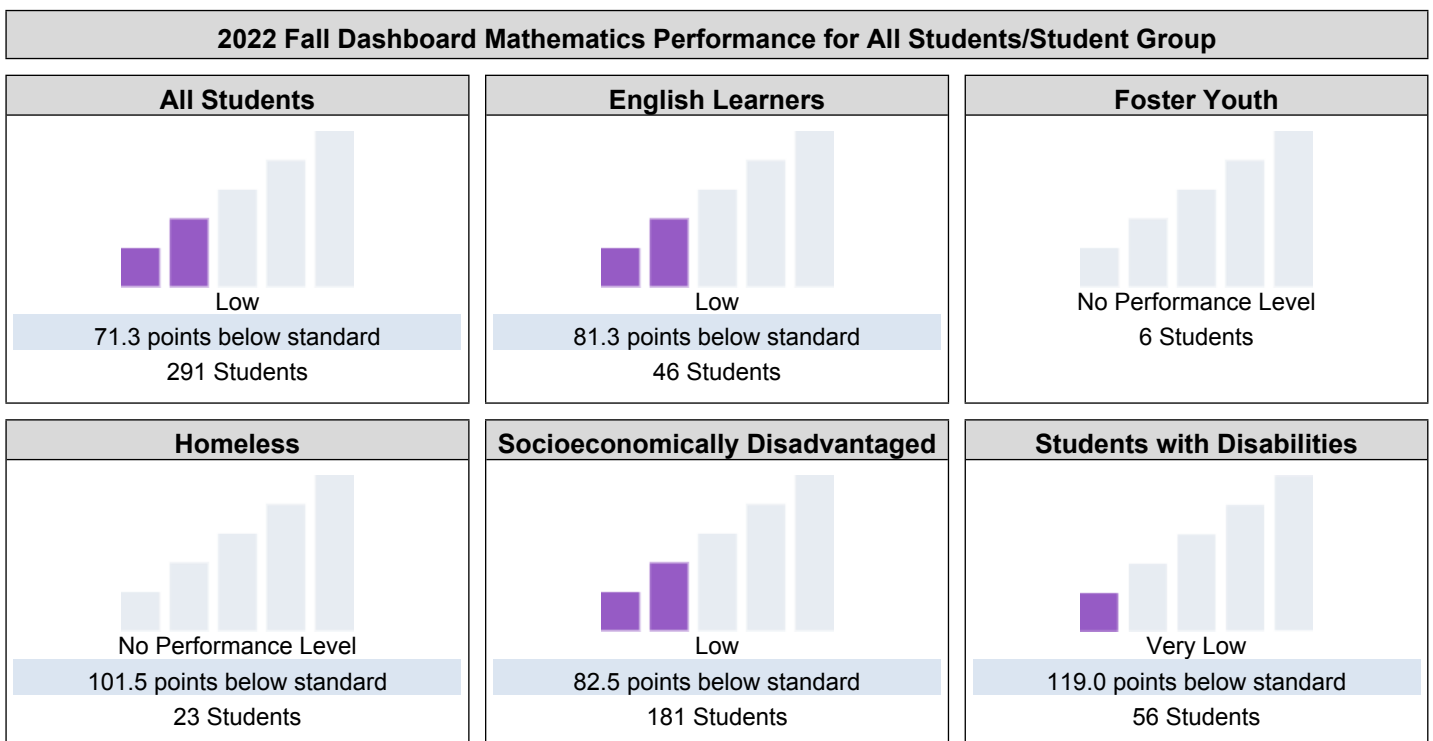 2022 Fall Dashboard Mathematics Performance for All Students/Student Group
All Students
Low
71.3 points below standard
291 Students
English Learners
Low
81.3 points below standard
46 Students
Foster Youth
No Performance Level
6 Students
Homeless
No Performance Level
101.5 points below standard
23 Students
Socioeconomically Disadvantaged
Low
82.5 points below standard
181 Students
Students with Disabilities
Very Low
119.0 points below standard
56 Students